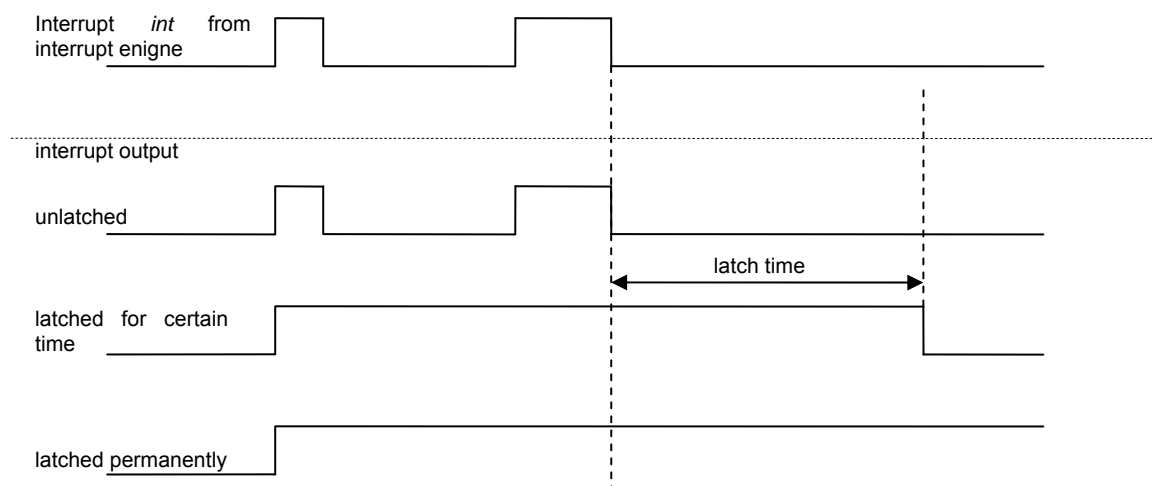 Interrupt int from
interrupt enigne
interrupt output
unlatched
latch time
latched for certain
time
latched permanently